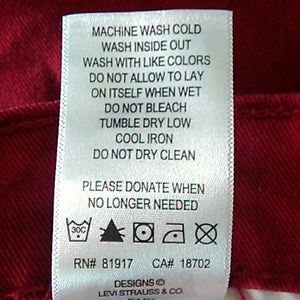 MACHINE WASH COLD
WASH INSIDE OUT
WASH WITH LIKE COLORS
DO NOT ALLOW TO LAY
ON ITSELF WHEN WET
DO NOT BLEACH
TUMBLE DRY LOW
COOL IRON
DO NOT DRY CLEAN
PLEASE DONATE WHEN
NO LONGER NEEDED
30C
RN# 81917 CA# 18702
DESIGNS ©
LEVI STRAUSS & CO.